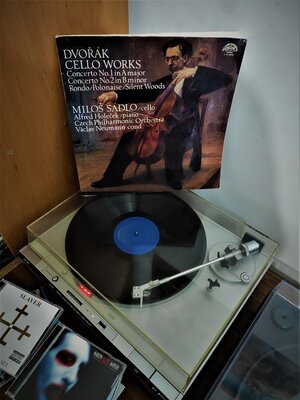 DVOŘÁK
CELLO WORKS
Concerto No.1 in A major
Concerto No.2 in B minor
Rondo/Polonaise/Silent Woods
MILOŠ SÁDLO/cello
Alfred Holeček/piano
Czech Philharmonic Orchestra
Václav Neumann cond.
SLAYER